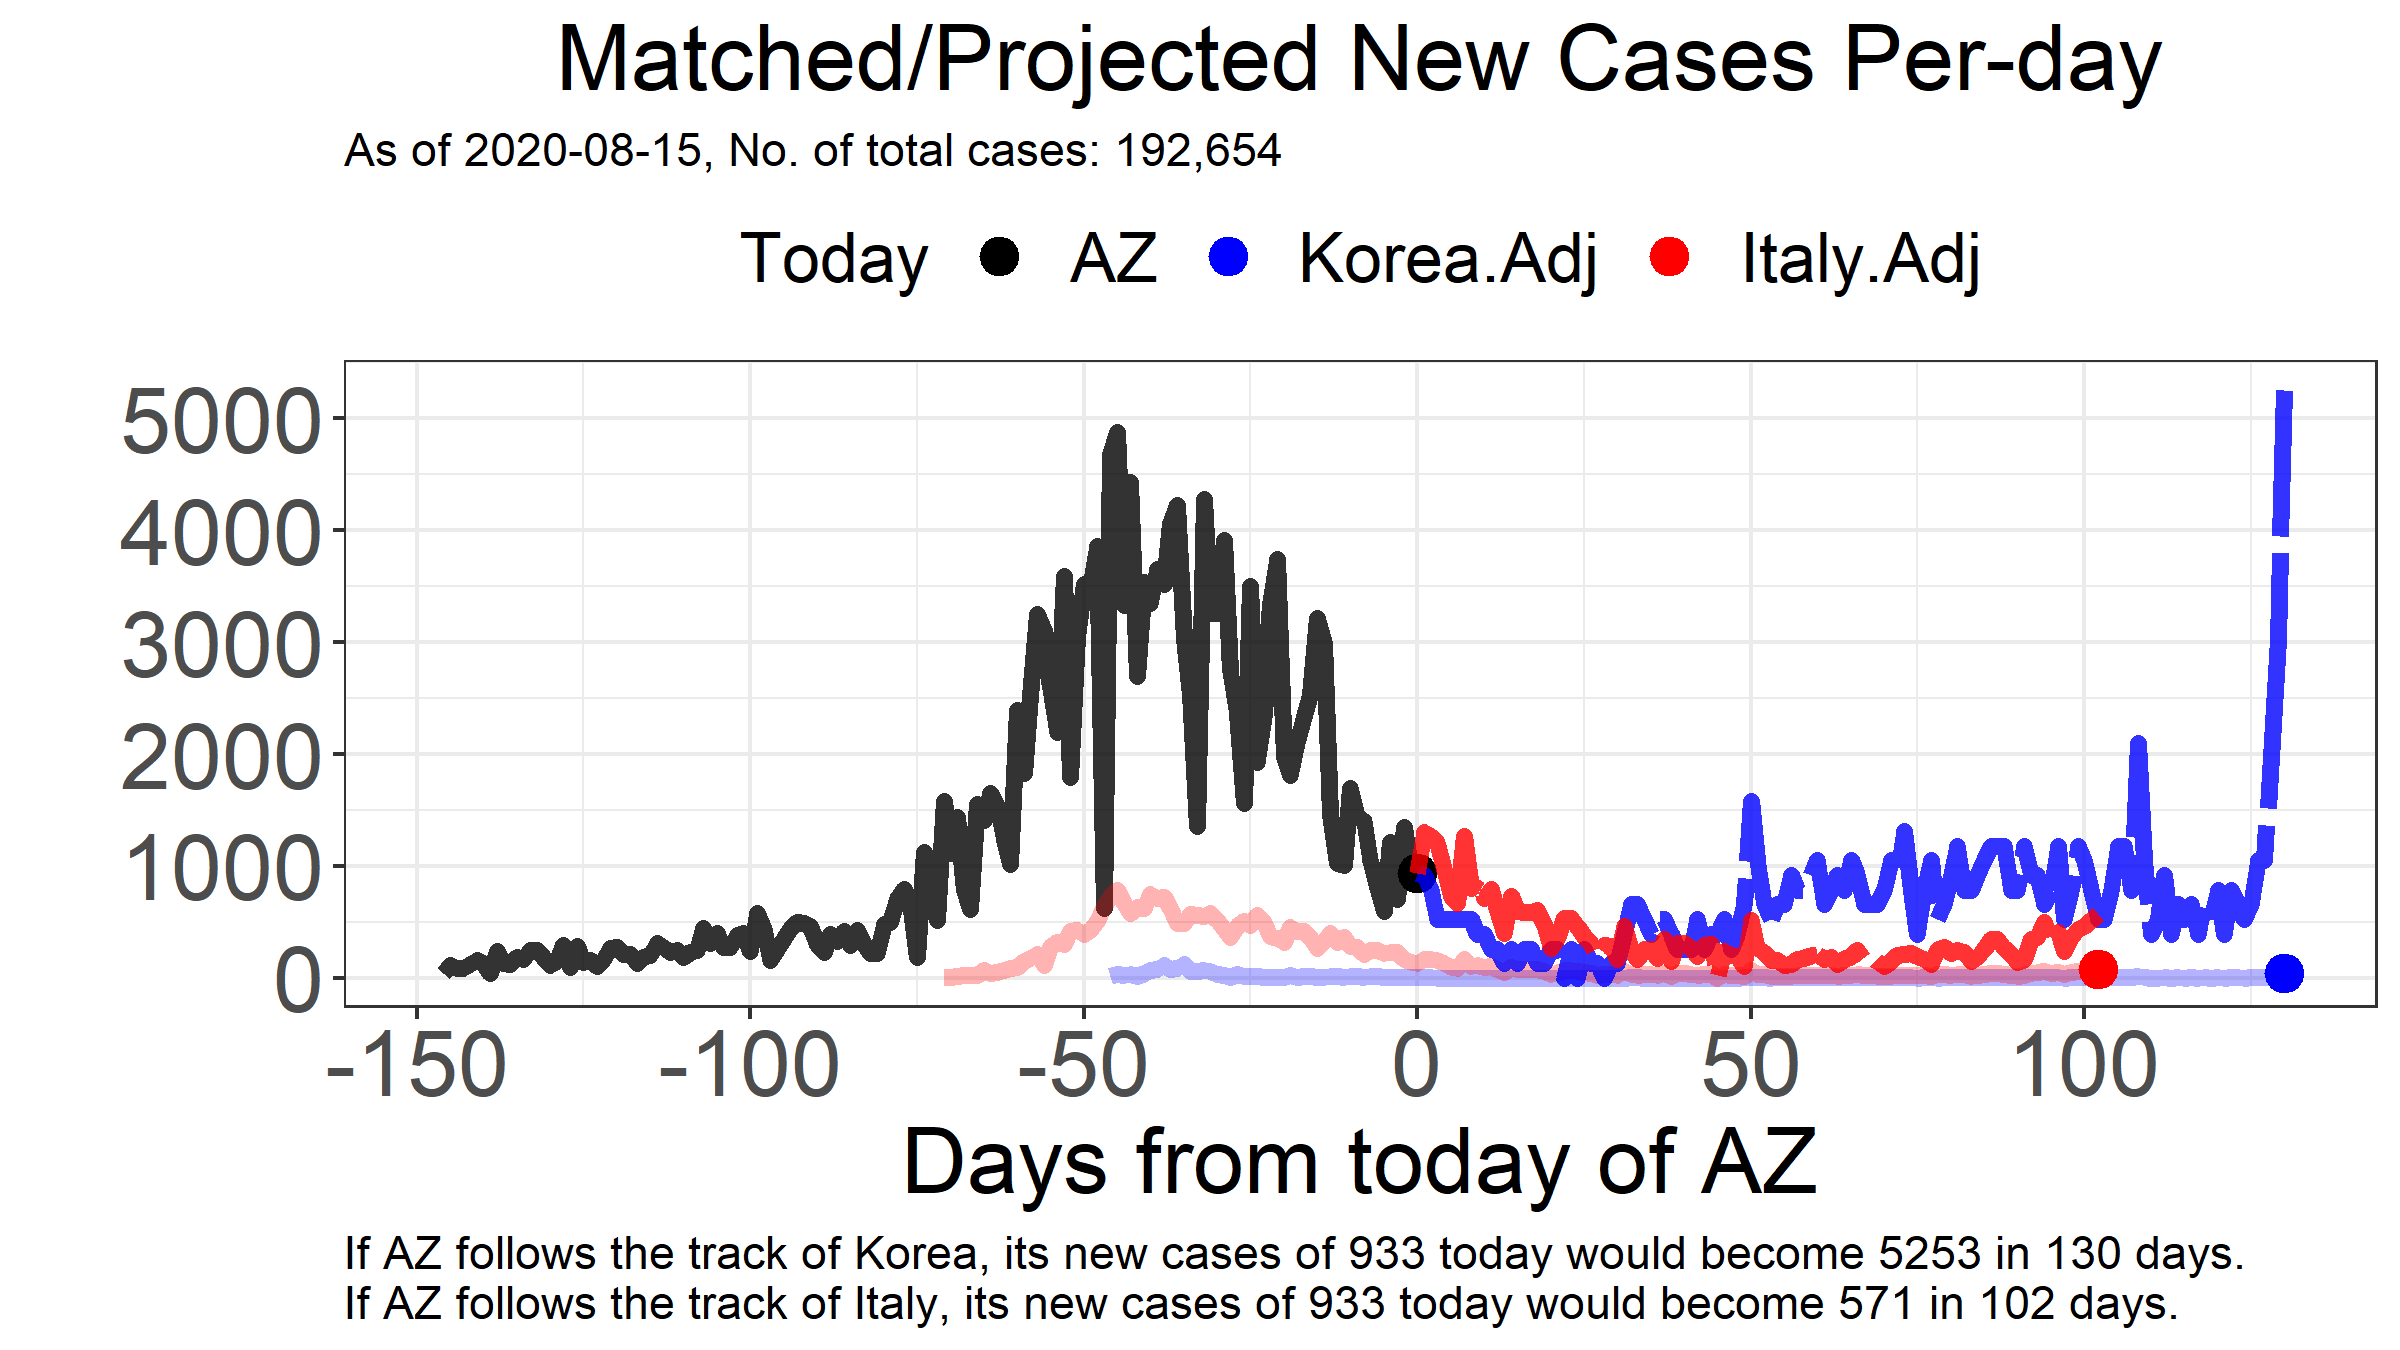 Matched/Projected New Cases Per-day
As of 2020-08-15, No. of total cases: 192,654
Today AZ Korea.Adj Italy.Adj
5000
4000
3000
2000
1000
0
-150 -100 -50 0 50 100
Days from today of AZ
If AZ follows the track of Korea, its new cases of 933 today would become 5253 in 130 days.
If AZ follows the track of Italy, its new cases of 933 today would become 571 in 102 days.